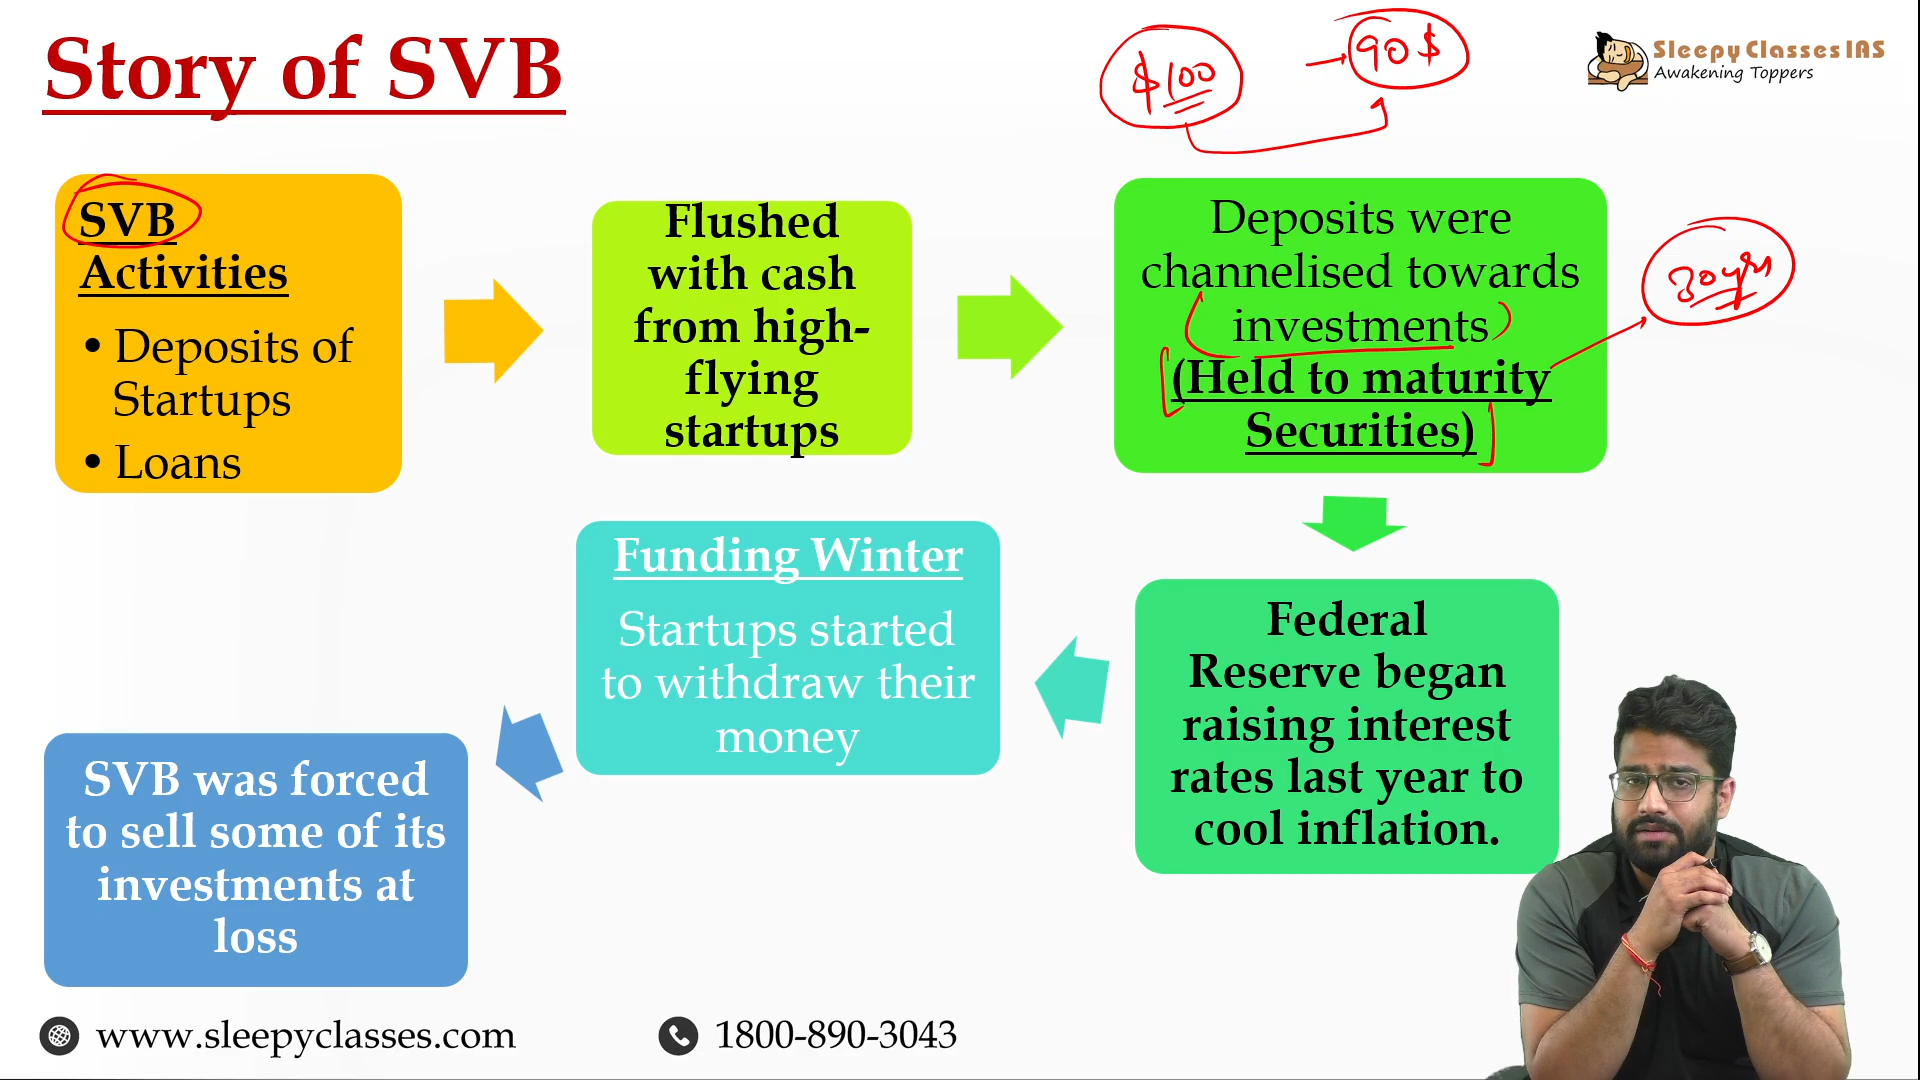 Story of SVB
$100
90$
Sleepy Classes IAS
Awakening Toppers
SVB
Activities
• Deposits of
Startups
• Loans
Flushed
with cash
from high-
flying
startups
Deposits were
channelised towards
investments
(Held to maturity
Securities)
30yrs
Federal
Reserve began
raising interest
rates last year to
cool inflation.
Funding Winter
Startups started
to withdraw their
money
SVB was forced
to sell some of its
investments at
loss
www.sleepyclasses.com
1800-890-3043